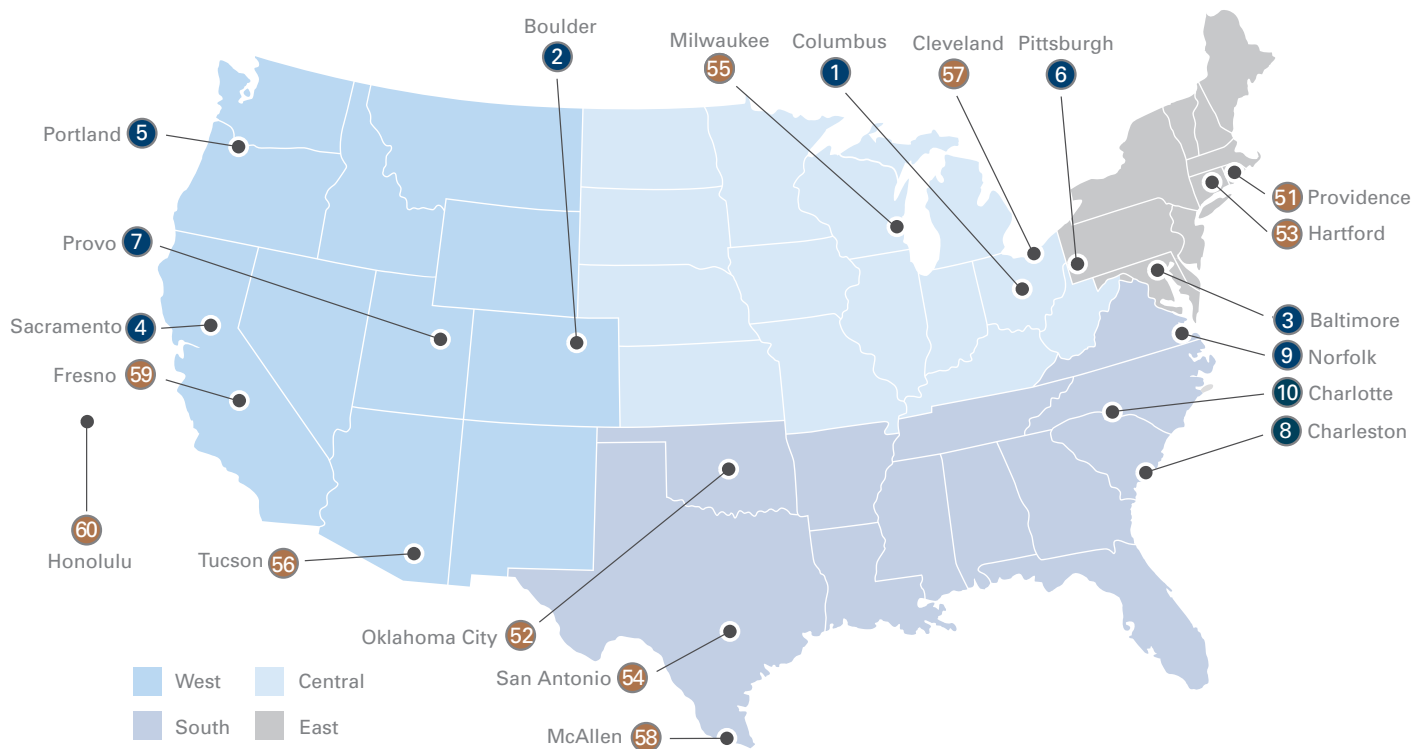 Boulder
2
Milwaukee
55
Columbus
1
Cleveland
57
Pittsburgh
6
Portland 5
Provo 7
Sacramento 4
Fresno 59
60
Honolulu
Tucson 56
51 Providence
53 Hartford
3 Baltimore
9 Norfolk
10 Charlotte
8 Charleston
Oklahoma City 52
San Antonio 54
McAllen 58
West Central
South East